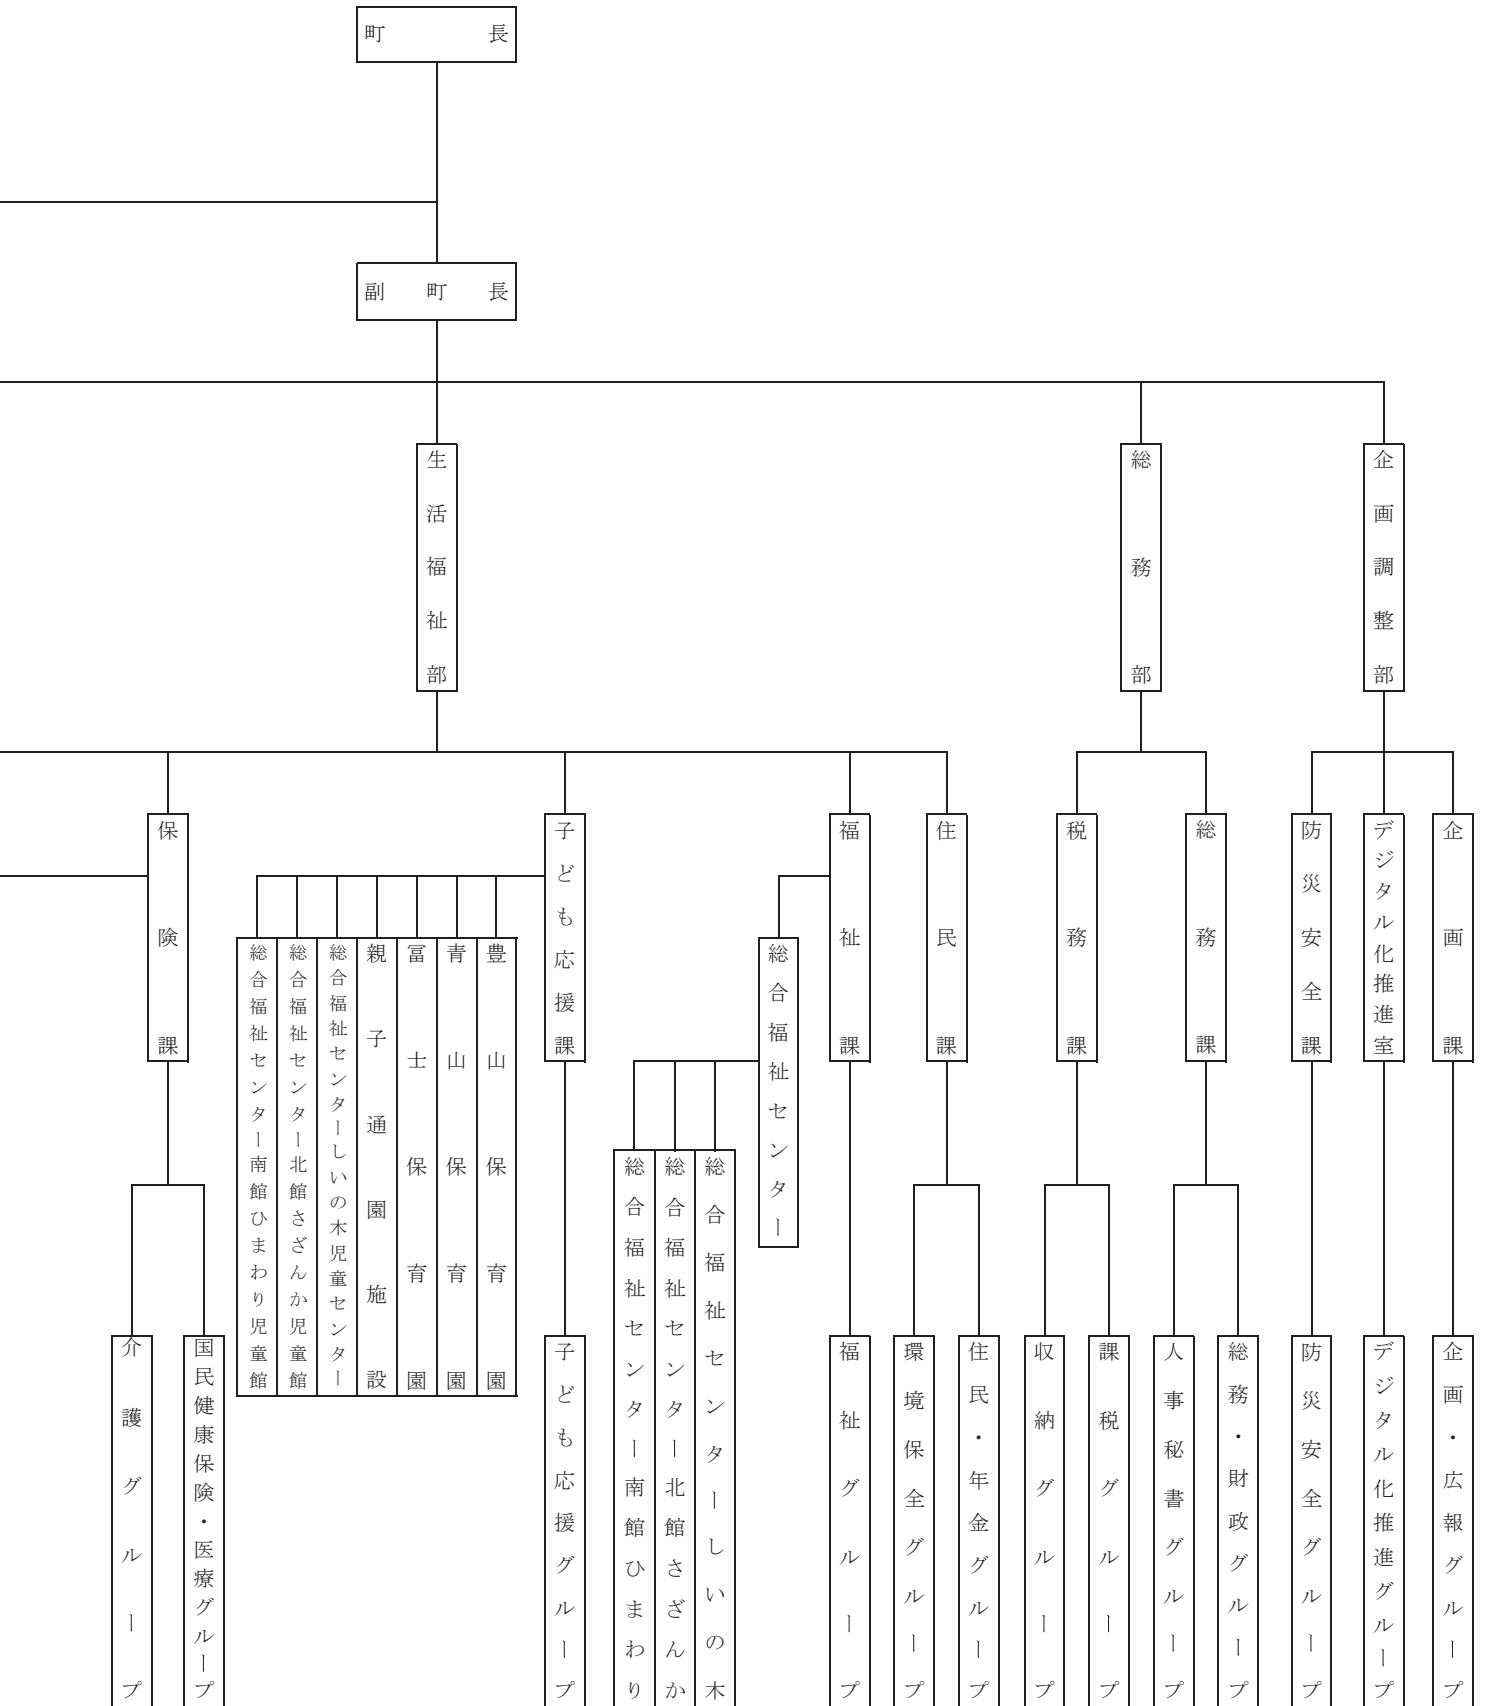 町長
副町長
企画調整部
総務部
生活福祉部
企画課
デジタル化推進室
防災安全課
総務課
税務課
住民課
福祉課
子ども応援課
保険課
総合福祉センター
豊山保育園
青山保育園
冨士保育園
親子通園施設
総合福祉センターしいの木児童センター
総合福祉センター北館さざんか児童館
総合福祉センター南館ひまわり児童館
総合福祉センターしいの木
総合福祉センター北館さざんか
総合福祉センター南館ひまわり
企画・広報グループ
デジタル化推進グループ
防災安全グループ
総務・財政グループ
人事秘書グループ
課税グループ
収納グループ
住民・年金グループ
環境保全グループ
福祉グループ
子ども応援グループ
国民健康保険・医療グループ
介護グループ